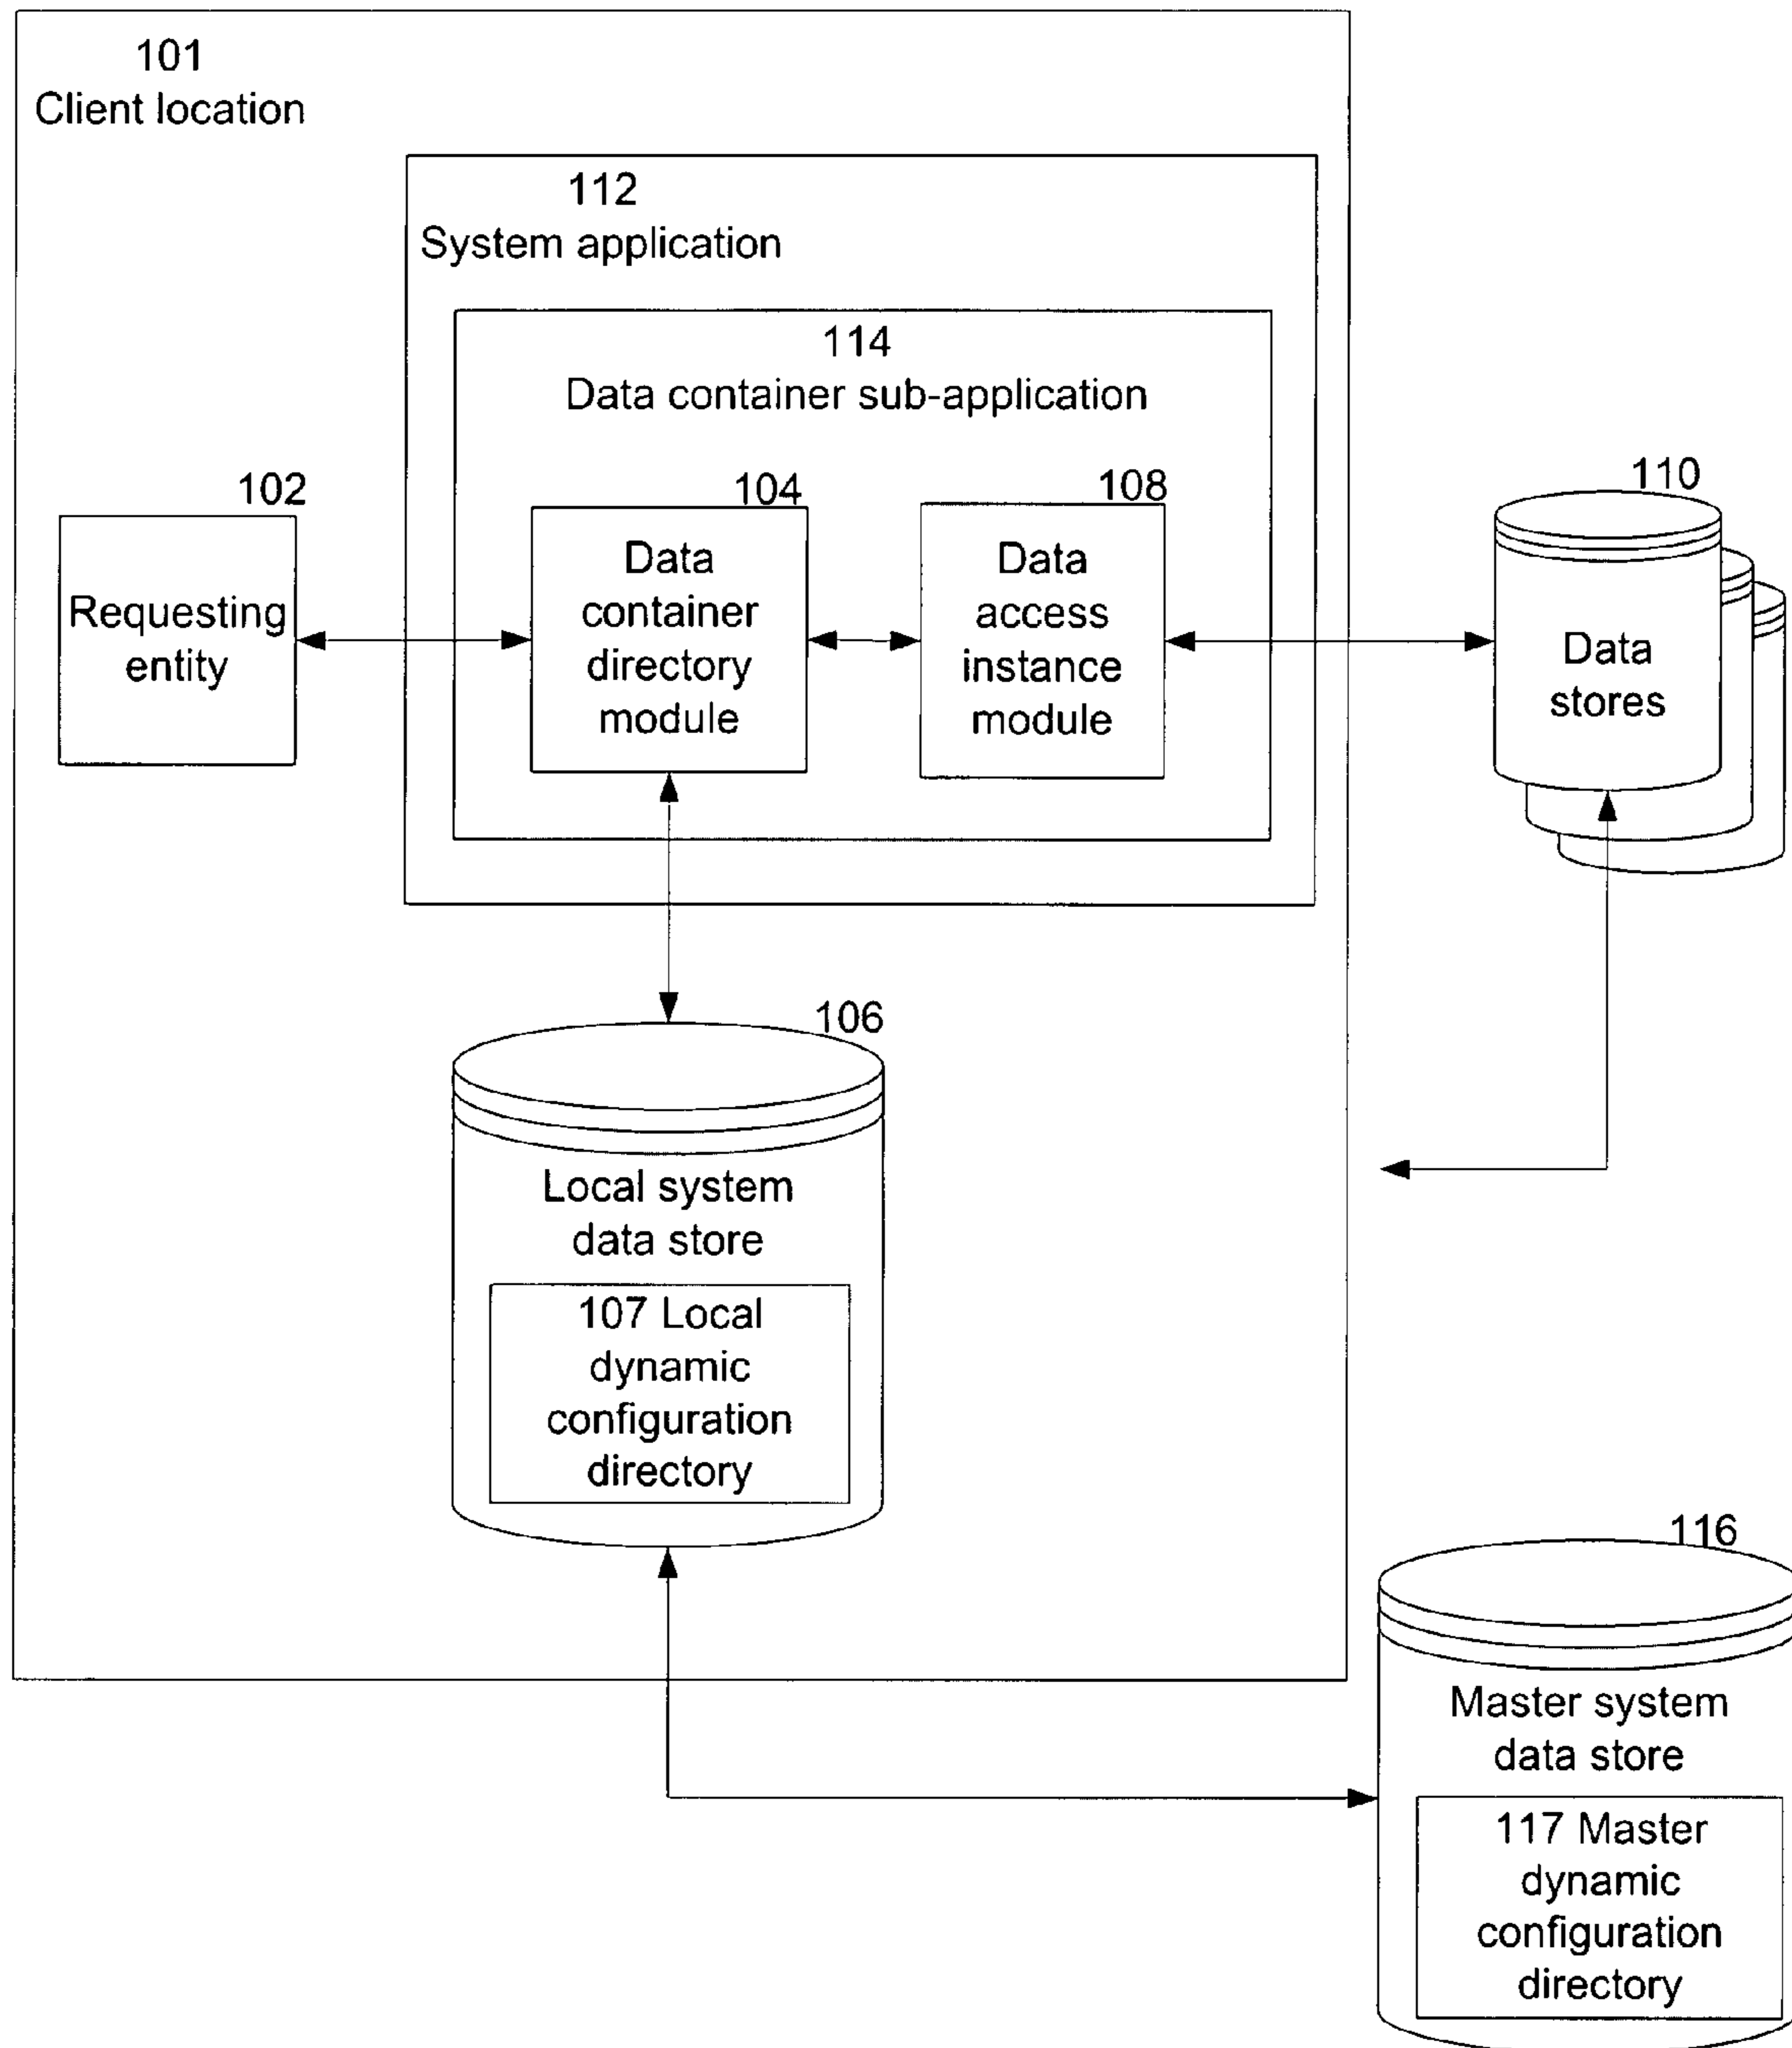 101
Client location
112
System application
114
Data container sub-application
102
Requesting
entity
104
Data
container
directory
module
108
Data
access
instance
module
110
Data
stores
106
Local system
data store
107 Local
dynamic
configuration
directory
116
Master system
data store
117 Master
dynamic
configuration
directory